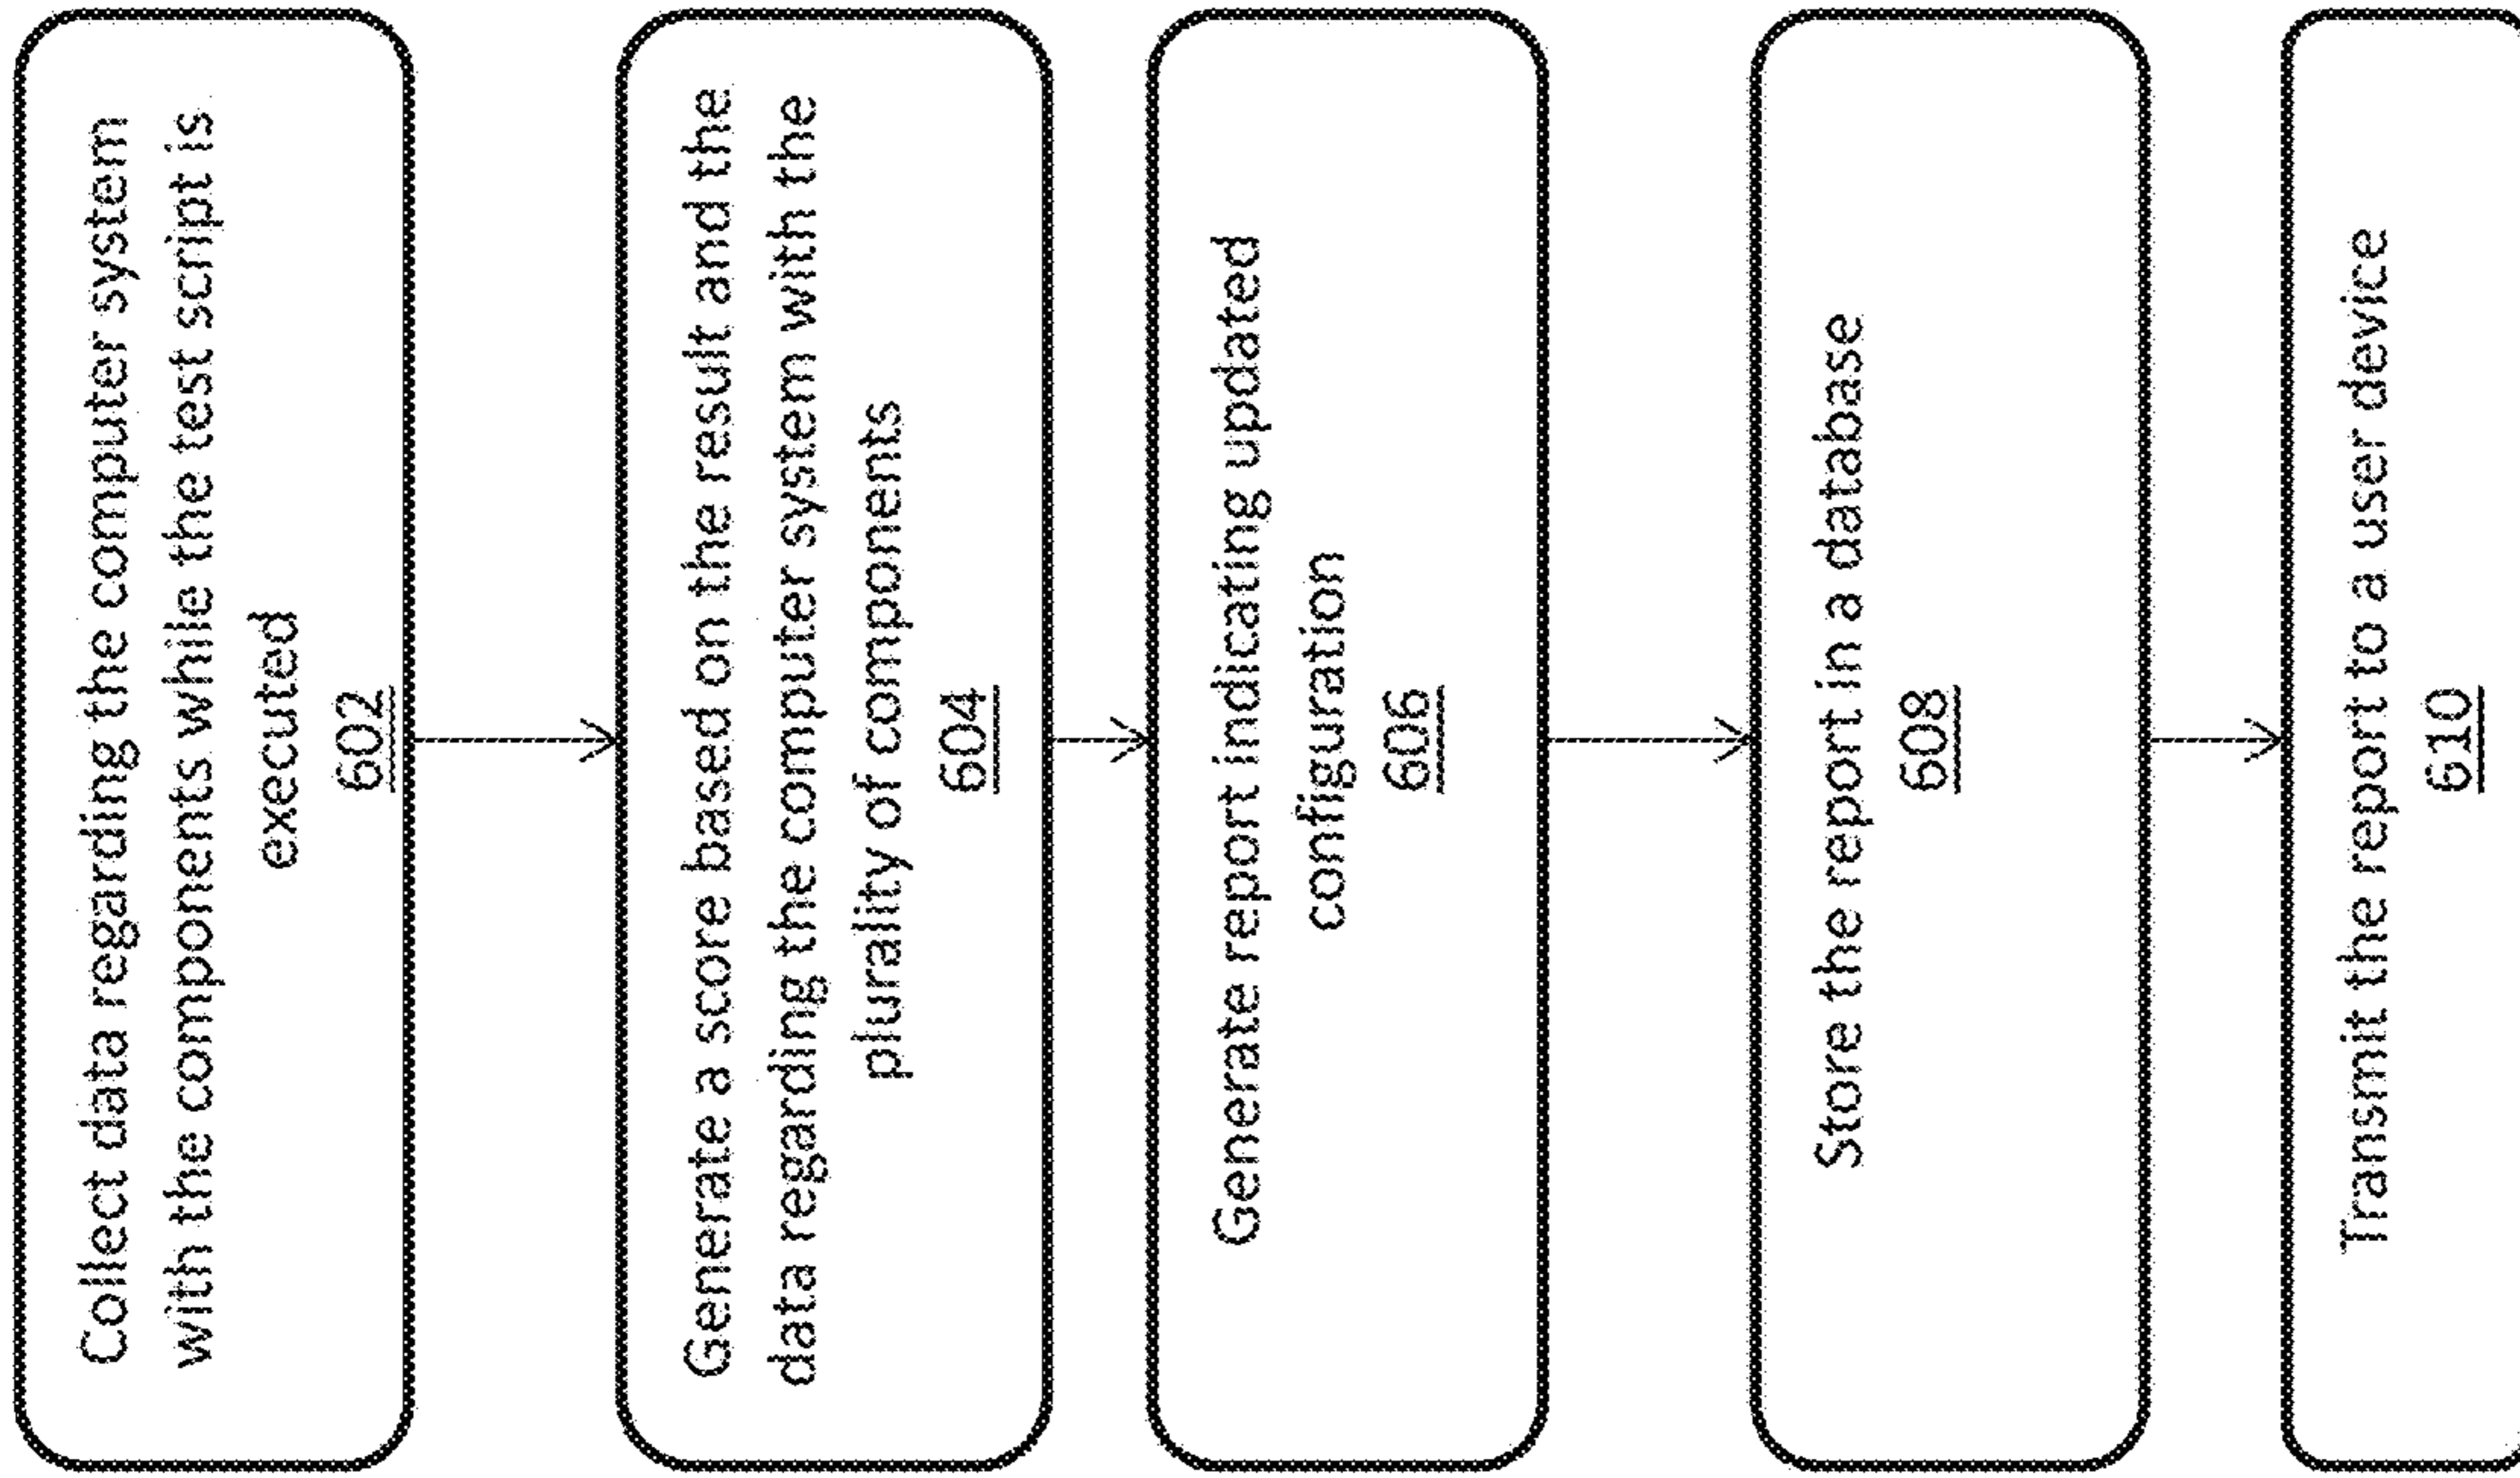 Collect data regarding the computer system
with the components while the test script is
executed
602
Generate a score based on the result and the
data regarding the computer system with the
plurality of components
604
Generate report indicating updated
configuration
606
Store the report in a database
608
Transmit the report to a user device
610